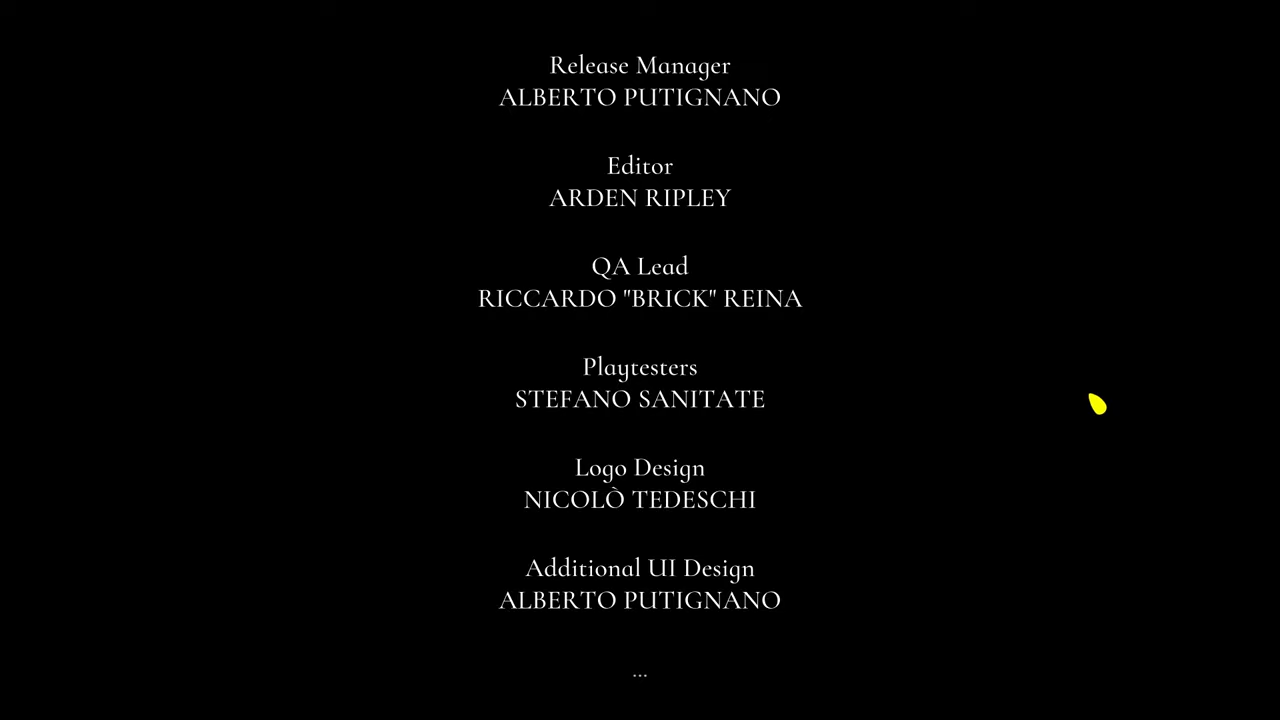 Release Manager
ALBERTO PUTIGNANO
Editor
ARDEN RIPLEY
QA Lead
RICCARDO "BRICK" REINA
Playtesters
STEFANO SANITATE
Logo Design
NICOLÒ TEDESCHI
Additional UI Design
ALBERTO PUTIGNANO
...